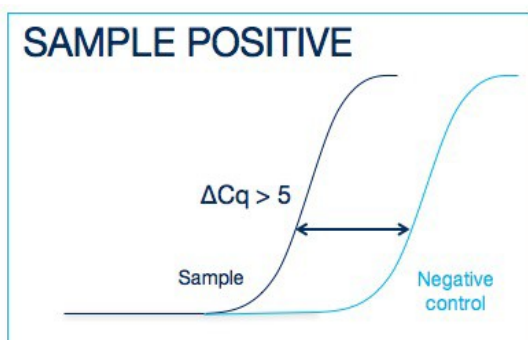 SAMPLE POSITIVE
ΔCq > 5
Sample
Negative
control